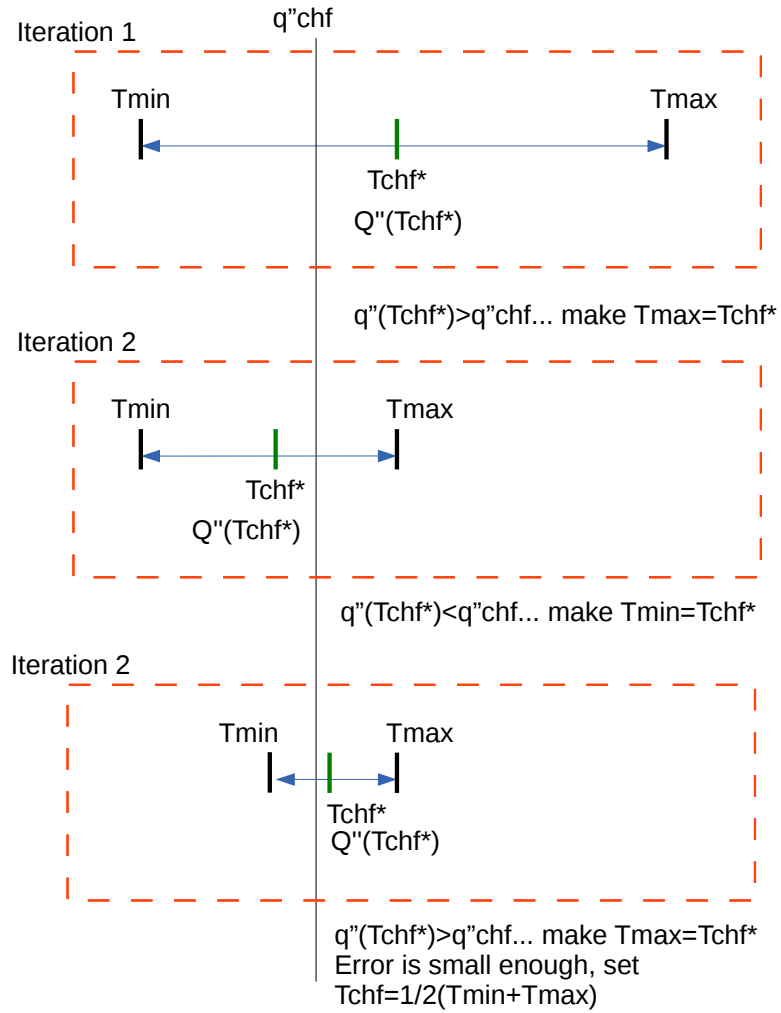 q”chf
Iteration 1
Tmin
Tmax
Tchf*
Q"(Tchf*)
q”(Tchf*)>q”chf... make Tmax=Tchf*
Iteration 2
Tmin
Tmax
Tchf*
Q"(Tchf*)
q”(Tchf*)<q”chf... make Tmin=Tchf*
Iteration 2
Tmin
Tmax
Tchf*
Q"(Tchf*)
q”(Tchf*)>q”chf... make Tmax=Tchf*
Error is small enough, set
Tchf=1/2(Tmin+Tmax)